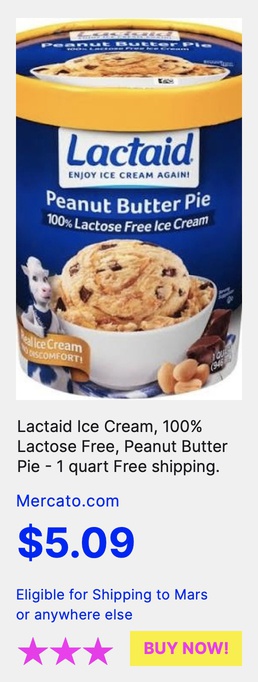 Lactaid
Peanut Butter Pie
Lactaid
ENJOY ICE CREAM AGAIN!
Peanut Butter Pie
100% Lactose Free Ice Cream
Real Ice Cream
NO DISCOMFORT!
1 QU
Lactaid Ice Cream, 100%
Lactose Free, Peanut Butter
Pie - 1 quart Free shipping.
Mercato.com
$5.09
Eligible for Shipping to Mars
or anywhere else
BUY NOW!